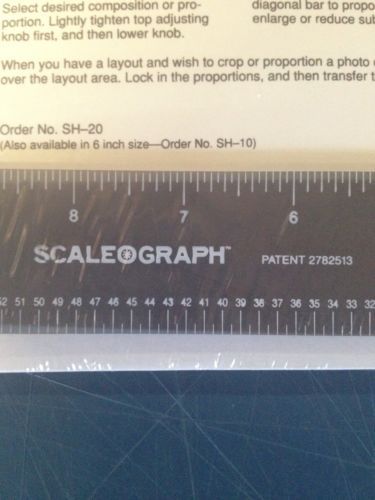 Select desired composition or pro-
portion. Lightly tighten top adjusting
knob first, and then lower knob.
diagonal bar to propo
enlarge or reduce sub
When you have a layout and wish to crop or proportion a photo
over the layout area. Lock in the proportions, and then transfer t
Order No. SH–20
(Also available in 6 inch size—Order No. SH–10)
8 7 6
SCALEOGRAPH™ PATENT 2782513
52 51 50 49 48 47 46 45 44 43 42 41 40 39 38 37 36 35 34 33 32